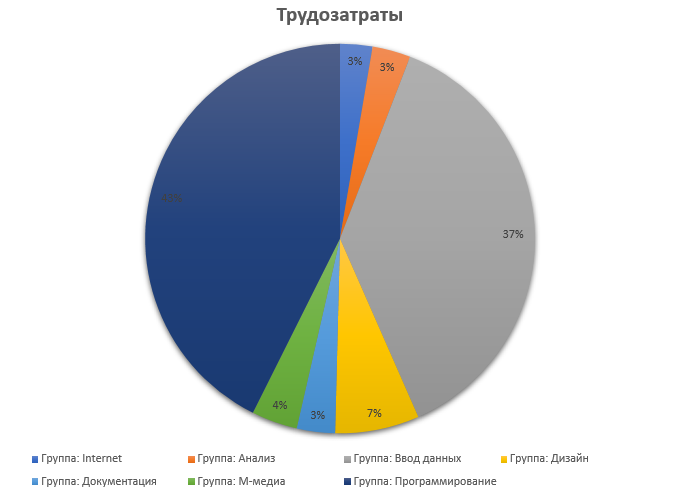 Трудозатраты
3%
3%
37%
7%
3%
4%
Группа: Internet
Группа: Анализ
Группа: Ввод данных
Группа: Дизайн
Группа: Документация
Группа: М-медиа
Группа: Программирование